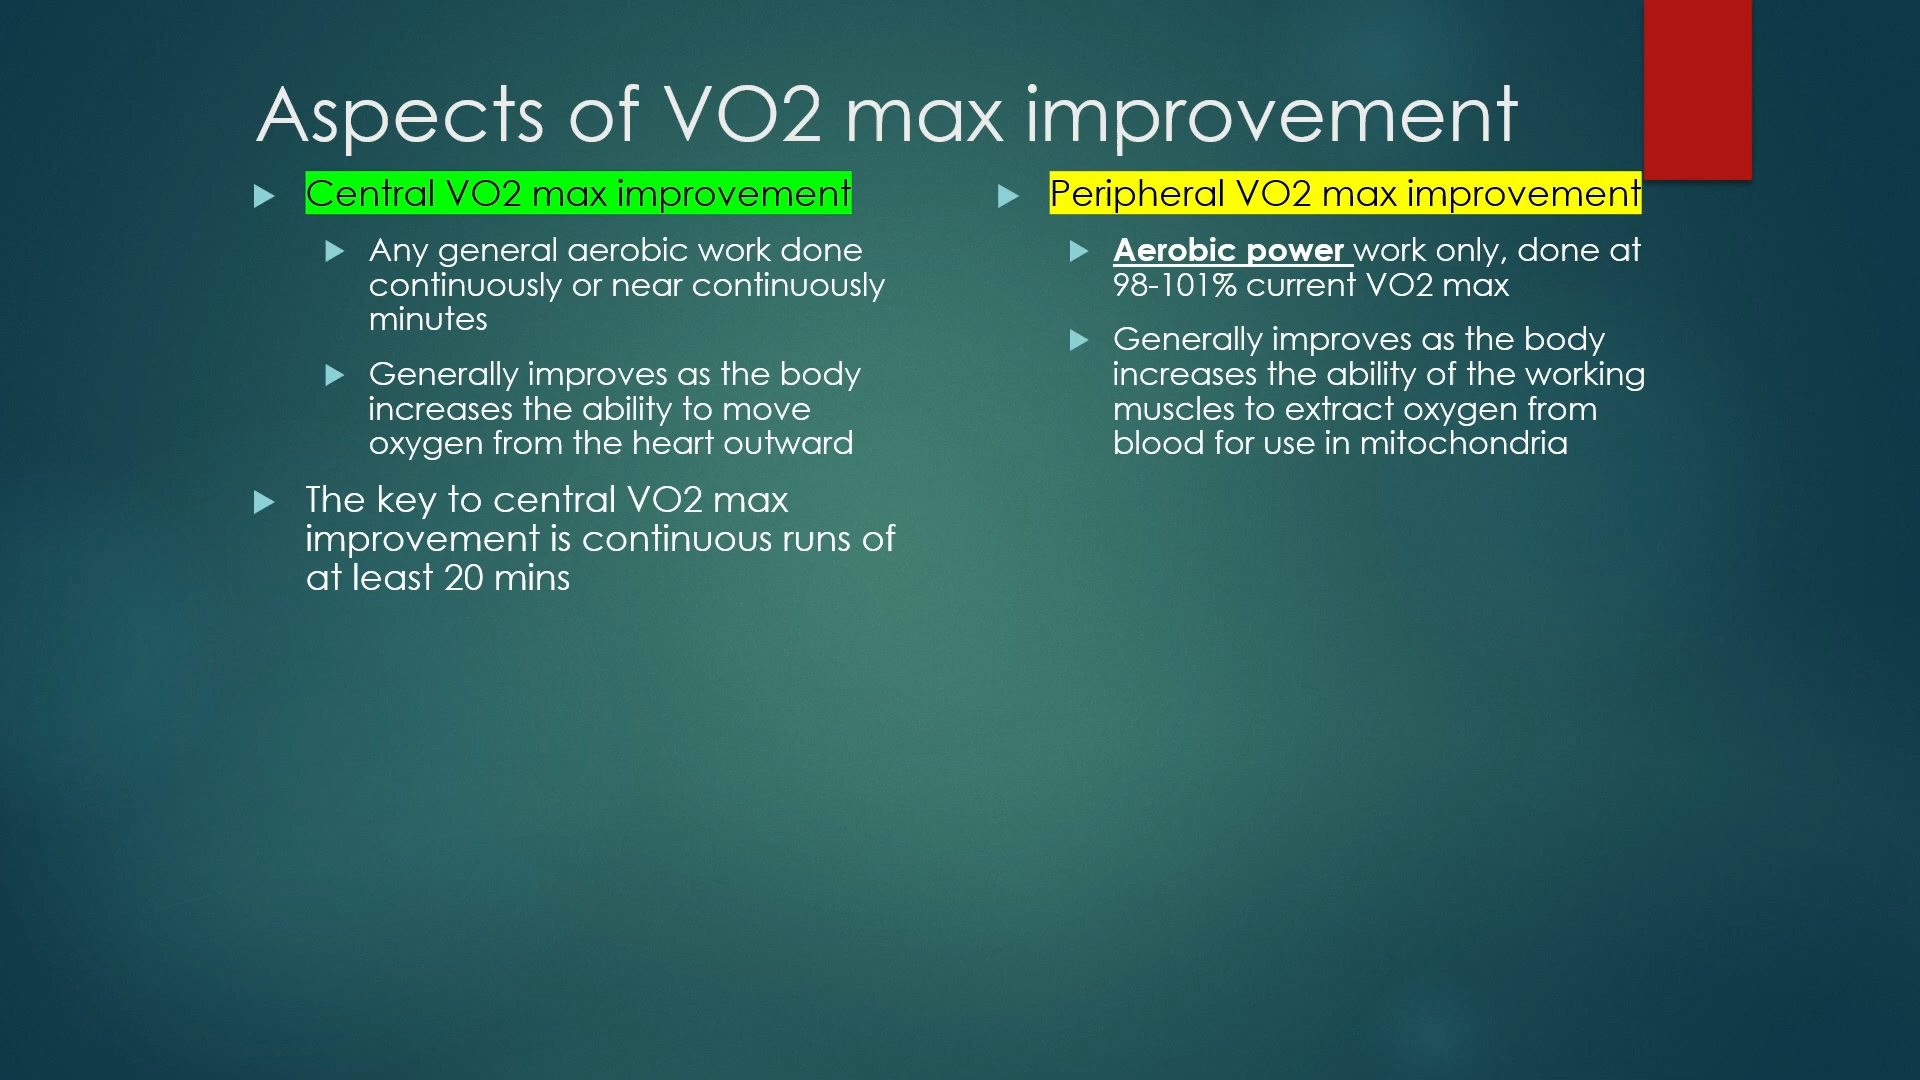 Aspects of VO2 max improvement
Central VO2 max improvement
Any general aerobic work done
continuously or near continuously
minutes
Generally improves as the body
increases the ability to move
oxygen from the heart outward
The key to central VO2 max
improvement is continuous runs of
at least 20 mins
Peripheral VO2 max improvement
Aerobic power work only, done at
98-101% current VO2 max
Generally improves as the body
increases the ability of the working
muscles to extract oxygen from
blood for use in mitochondria